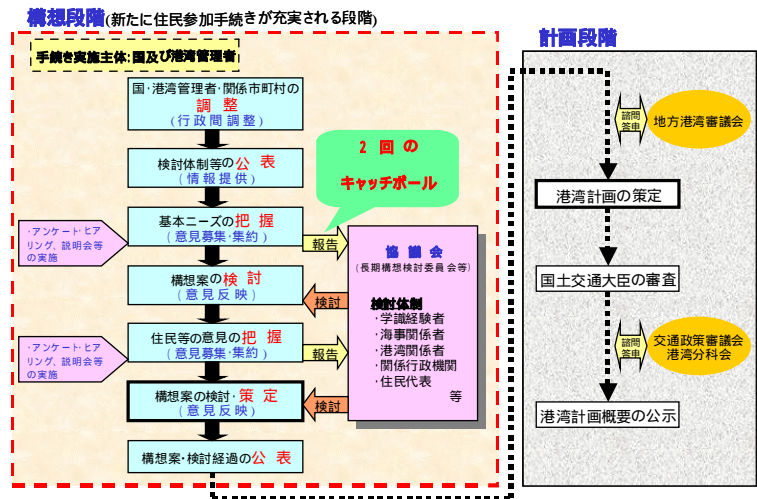 構想段階(新たに住民参加手続きが充実される段階)
手続き実施主体:国及び港湾管理者
国・港湾管理者・関係市町村の
調 整
(行政間調整)
検討体制等の公 表
(情報提供)
基本ニーズの把 握
(意見募集・集約)
構想案の検 討
(意見反映)
住民等の意見の把 握
(意見募集・集約)
構想案の検討・策 定
(意見反映)
構想案・検討経過の公 表
・アンケート・ヒア
リング、説明会等
の実施
・アンケート・ヒア
リング、説明会等
の実施
2 回 の
キャッチボール
報告
検討
報告
検討
協 議 会
(長期構想検討委員会等)
検討体制
・学識経験者
・海事関係者
・港湾関係者
・関係行政機関
・住民代表
等
計画段階
諮問
答申
地方港湾審議会
港湾計画の策定
国土交通大臣の審査
諮問
答申
交通政策審議会
港湾分科会
港湾計画概要の公示